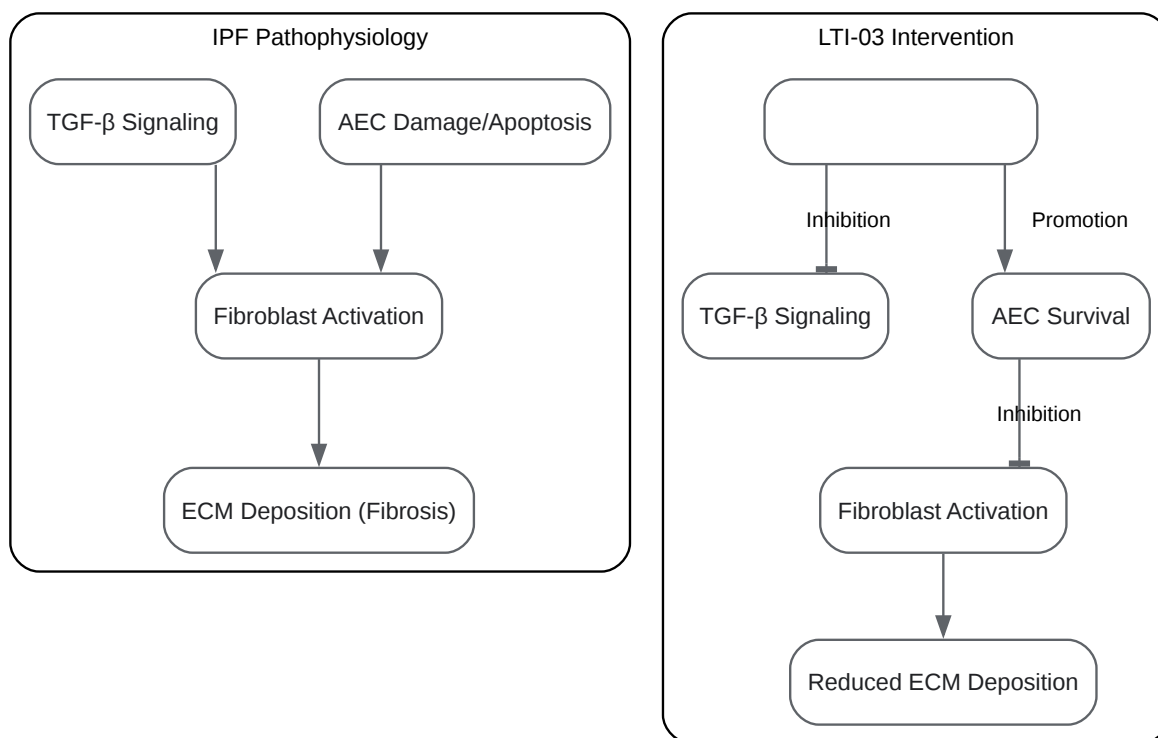 IPF Pathophysiology
TGF-β Signaling
AEC Damage/Apoptosis
Fibroblast Activation
ECM Deposition (Fibrosis)
LTI-03 Intervention
Inhibition
Promotion
TGF-β Signaling
AEC Survival
Inhibition
Fibroblast Activation
Reduced ECM Deposition